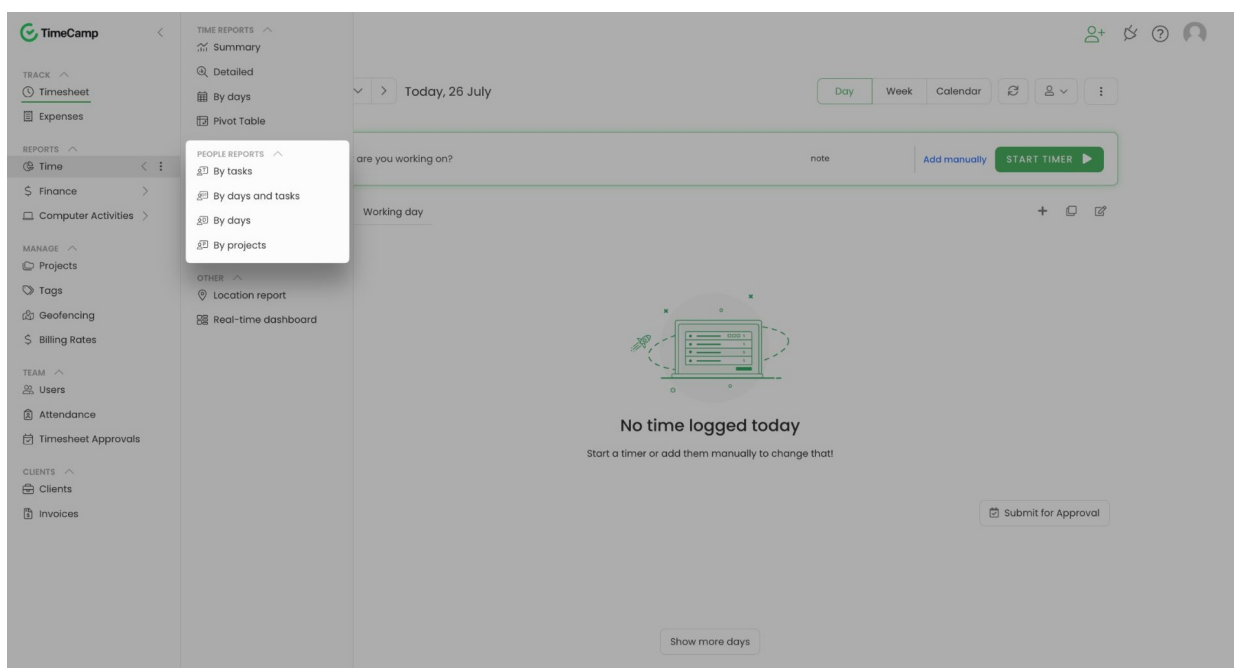 TimeCamp
TRACK
Timesheet
Expenses
REPORTS
Time
Finance
Computer Activities
MANAGE
Projects
Tags
Geofencing
Billing Rates
TEAM
Users
Attendance
Timesheet Approvals
CLIENTS
Clients
Invoices
TIME REPORTS
Summary
Detailed
By days
Pivot Table
PEOPLE REPORTS
By tasks
By days and tasks
By days
By projects
OTHER
Location report
Real-time dashboard
Today, 26 July
Day Week Calendar
are you working on? note Add manually START TIMER
Working day
No time logged today
Start a timer or add them manually to change that!
Submit for Approval
Show more days